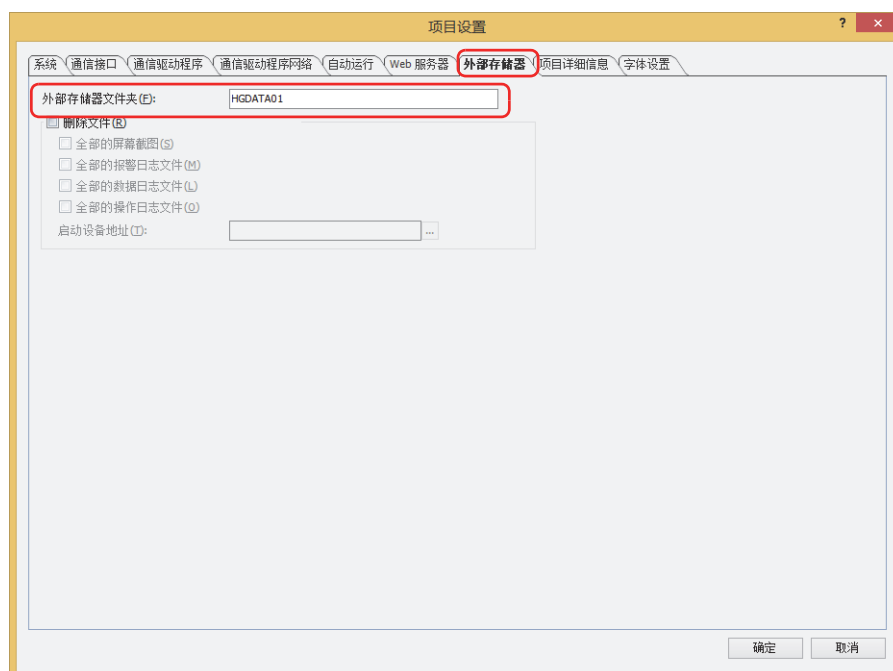 项目设置
? ×
系统 通信接口 通信驱动程序 通信驱动程序网络 自动运行 Web 服务器 外部存储器 项目详细信息 字体设置
外部存储器文件夹(F): HGDATA01
删除文件(R)
全部的屏幕截图(S)
全部的报警日志文件(M)
全部的数据日志文件(L)
全部的操作日志文件(O)
启动设备地址(T): ...
确定 取消